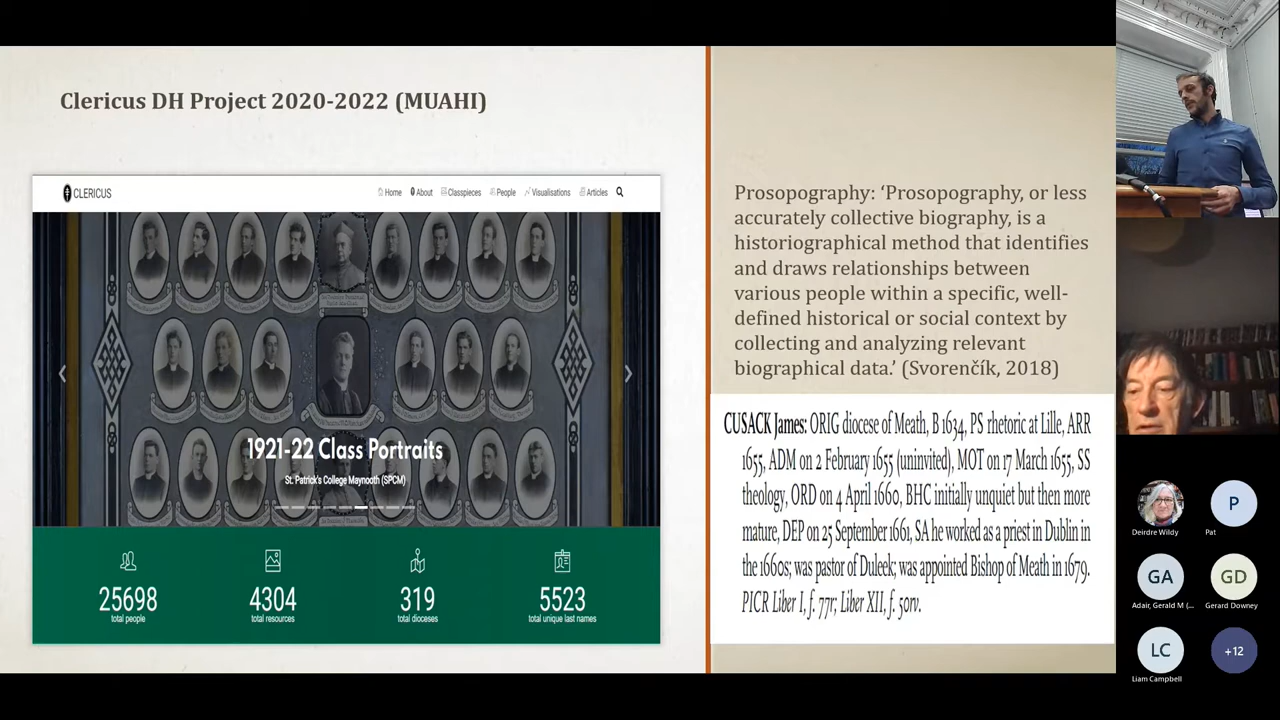 Clericus DH Project 2020-2022 (MUAHI)
CLERICUS
Home About Classpieces People Visualisations Articles
1921-22 Class Portraits
St. Patrick's College Maynooth (SPCM)
25698
total people
4304
total resources
319
total dioceses
5523
total unique last names
Prosopography: ‘Prosopography, or less
accurately collective biography, is a
historiographical method that identifies
and draws relationships between
various people within a specific, well-
defined historical or social context by
collecting and analyzing relevant
biographical data.’ (Svorenčík, 2018)
CUSACK James: ORIG diocese of Meath, B 1634, PS rhetoric at Lille, ARR
1655, ADM on 2 February 1655 (uninvited), MOT on 17 March 1655, SS
theology, ORD on 4 April 1660, BHC initially unquiet but then more
mature, DEP on 25 September 1661, SA he worked as a priest in Dublin in
the 1660s; was pastor of Duleek; was appointed Bishop of Meath in 1679.
PICR Liber I, f. 77r; Liber XII, f. 50rv.
Deirdre Wildy
P
Pat
GA
Adair, Gerald M (...
GD
Gerard Downey
LC
Liam Campbell
+12